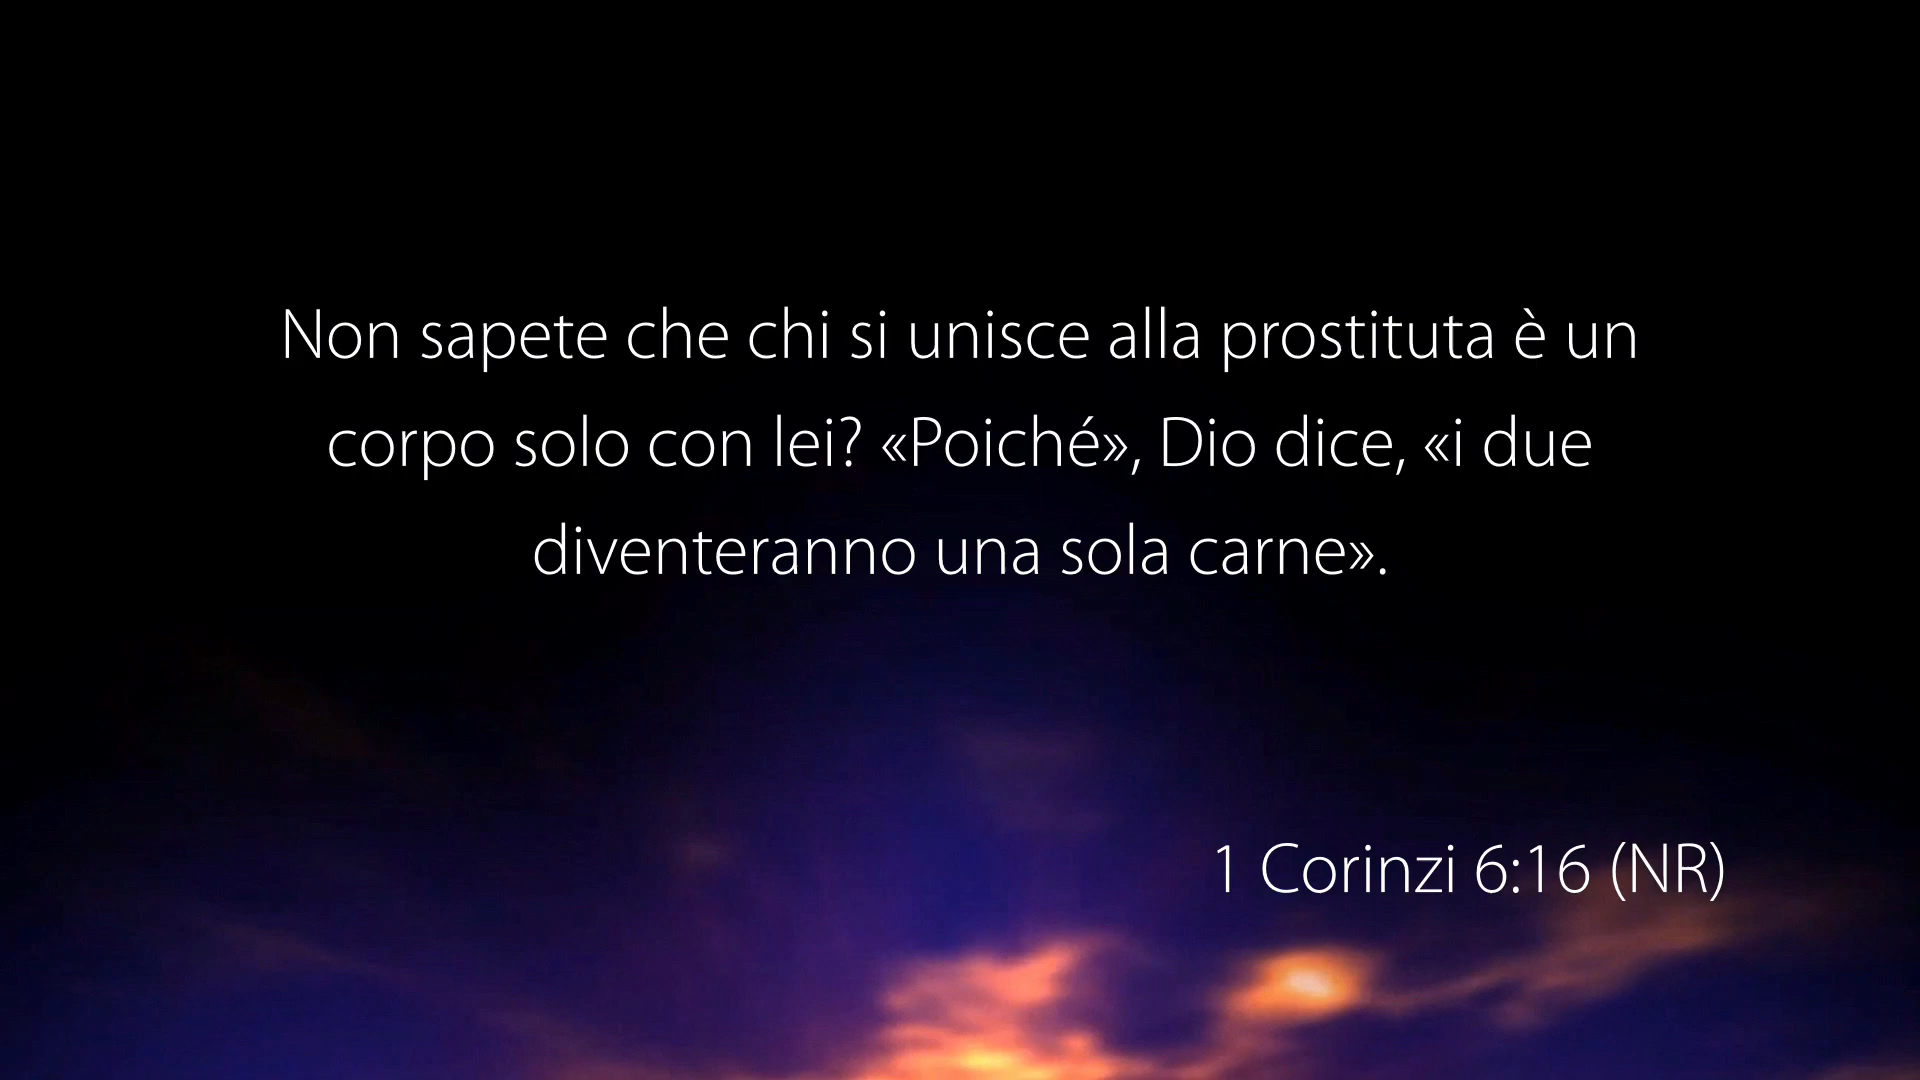 Non sapete che chi si unisce alla prostituta è un
corpo solo con lei? «Poiché», Dio dice, «i due
diventeranno una sola carne».
1 Corinzi 6:16 (NR)